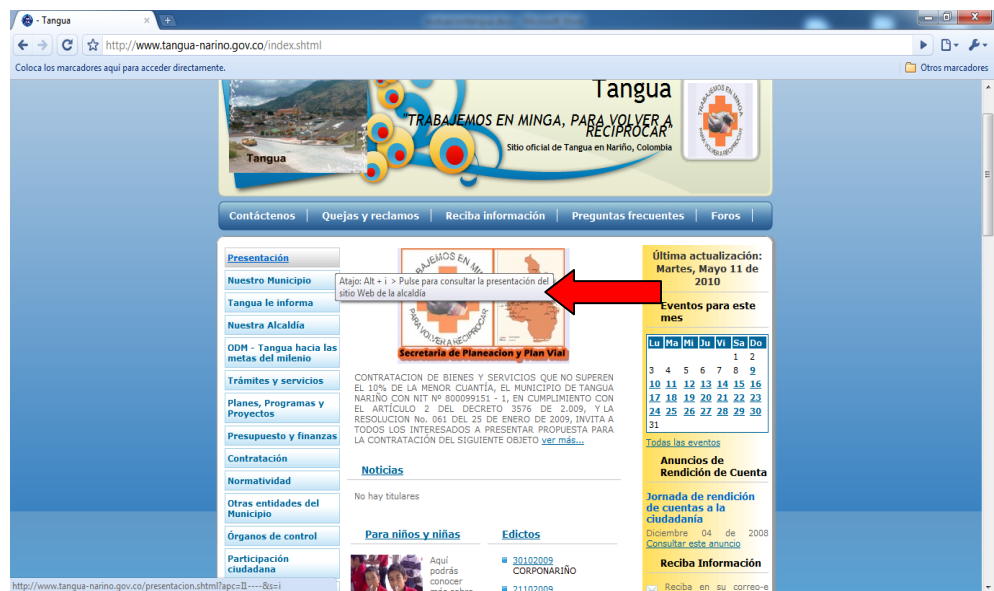 - Tangua
http://www.tangua-narino.gov.co/index.shtml
Coloca los marcadores aquí para acceder directamente.
Otros marcadores
Tangua
"TRABAJEMOS EN MINGA, PARA VOLVER A
RECIPROCAR"
Sitio oficial de Tangua en Nariño, Colombia
Tangua
Contáctenos | Quejas y reclamos | Reciba información | Preguntas frecuentes | Foros |
Presentación
Nuestro Municipio
Tangua le informa
Nuestra Alcaldía
ODM - Tangua hacia las
metas del milenio
Trámites y servicios
Planes, Programas y
Proyectos
Presupuesto y finanzas
Contratación
Normatividad
Otras entidades del
Municipio
Órganos de control
Participación
ciudadana
Atajo: Alt + i > Pulse para consultar la presentación del
sitio Web de la alcaldía
PARA VOLVER A RECIPROCAR
Secretaria de Planeacion y Plan Vial
CONTRATACION DE BIENES Y SERVICIOS QUE NO SUPEREN
EL 10% DE LA MENOR CUANTÍA, EL MUNICIPIO DE TANGUA
NARIÑO CON NIT Nº 800099151 - 1, EN CUMPLIMIENTO CON
EL ARTÍCULO 2 DEL DECRETO 3576 DE 2.009, Y LA
RESOLUCION No. 061 DEL 25 DE ENERO DE 2009, INVITA A
TODOS LOS INTERESADOS A PRESENTAR PROPUESTA PARA
LA CONTRATACIÓN DEL SIGUIENTE OBJETO ver más...
Noticias
No hay titulares
Para niños y niñas
Aquí
podrás
conocer
Edictos
30102009
CORPONARIÑO
21102009
Última actualización:
Martes, Mayo 11 de
2010
Eventos para este
mes
Lu Ma Mi Ju Vi Sa Do
1 2
3 4 5 6 7 8 9
10 11 12 13 14 15 16
17 18 19 20 21 22 23
24 25 26 27 28 29 30
31
Todas las eventos
Anuncios de
Rendición de Cuenta
Jornada de rendición
de cuentas a la
ciudadanía
Diciembre 04 de 2008
Consultar este anuncio
Reciba Información
Reciba en su correo-e
http://www.tangua-narino.gov.co/presentacion.shtml?apc=II----&s=i